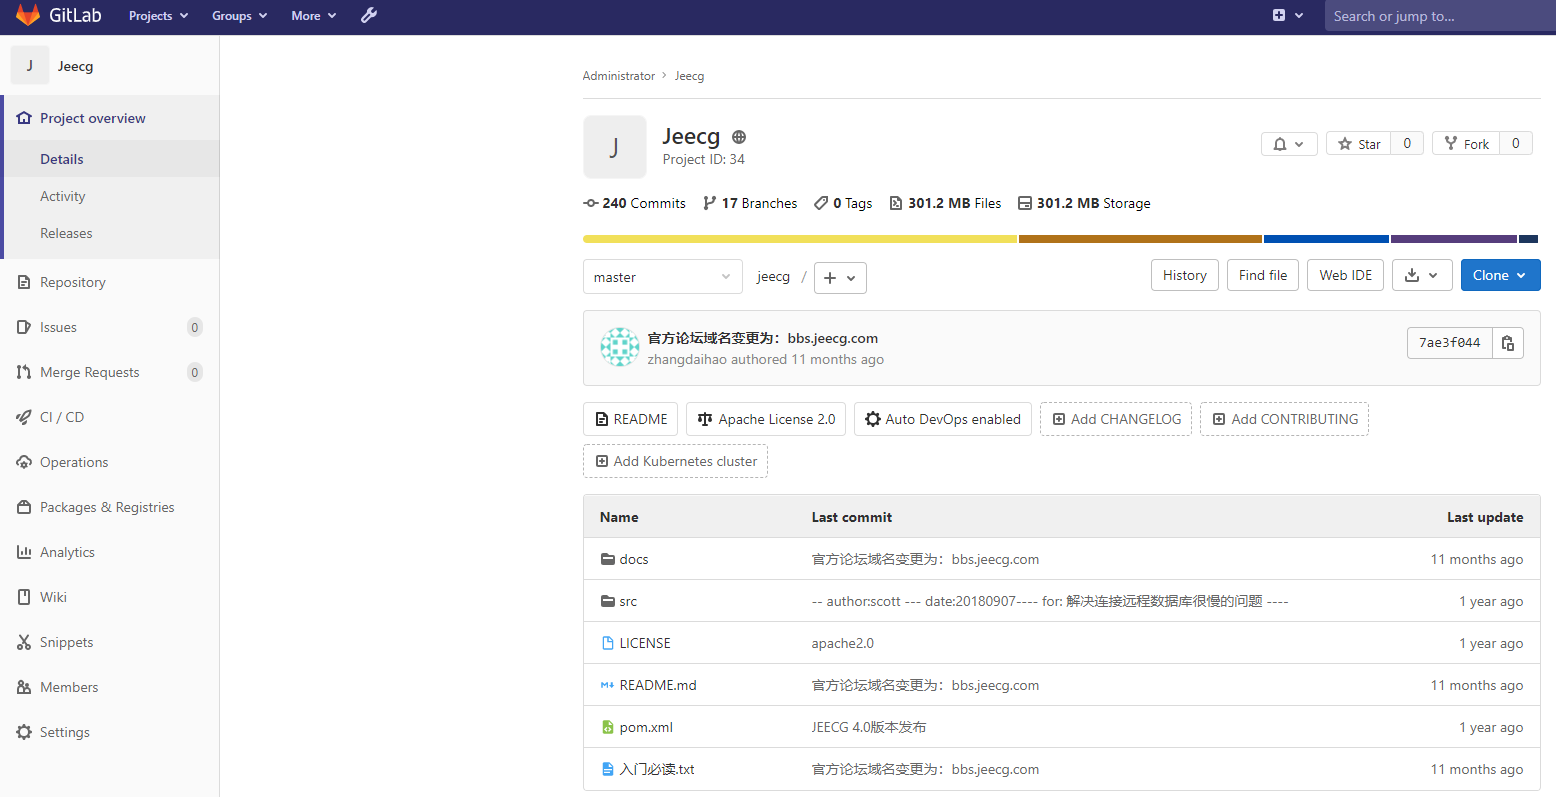 GitLab Projects Groups More Search or jump to...
J Jeecg
Project overview
Details
Activity
Releases
Repository
Issues 0
Merge Requests 0
CI / CD
Operations
Packages & Registries
Analytics
Wiki
Snippets
Members
Settings
Administrator > Jeecg
J
Jeecg
Project ID: 34
Star 0 Fork 0
240 Commits 17 Branches 0 Tags 301.2 MB Files 301.2 MB Storage
master jeecg / + History Find file Web IDE Clone
官方论坛域名变更为：bbs.jeecg.com
zhangdaihao authored 11 months ago
7ae3f044
README Apache License 2.0 Auto DevOps enabled Add CHANGELOG Add CONTRIBUTING
Add Kubernetes cluster
Name Last commit Last update
docs 官方论坛域名变更为：bbs.jeecg.com 11 months ago
src -- author:scott --- date:20180907---- for: 解决连接远程数据库很慢的问题 ---- 1 year ago
LICENSE apache2.0 1 year ago
README.md 官方论坛域名变更为：bbs.jeecg.com 11 months ago
pom.xml JEECG 4.0版本发布 1 year ago
入门必读.txt 官方论坛域名变更为：bbs.jeecg.com 11 months ago